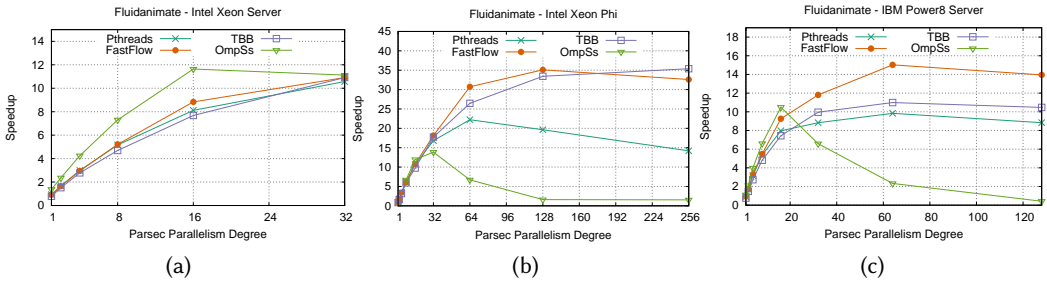 Fluidanimate - Intel Xeon Server
Pthreads
FastFlow
TBB
OmpSs
Speedup
14
12
10
8
6
4
2
0
1
8
16
24
32
Parsec Parallelism Degree
(a)
Fluidanimate - Intel Xeon Phi
Pthreads
FastFlow
TBB
OmpSs
Speedup
45
40
35
30
25
20
15
10
5
0
1
32
64
96
128
160
192
224
256
Parsec Parallelism Degree
(b)
Fluidanimate - IBM Power8 Server
Pthreads
FastFlow
TBB
OmpSs
Speedup
18
16
14
12
10
8
6
4
2
0
1
20
40
60
80
100
120
Parsec Parallelism Degree
(c)